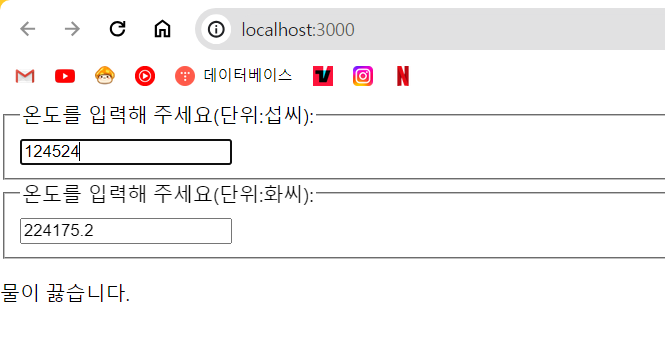 localhost:3000
데이터베이스
온도를 입력해 주세요(단위:섭씨):
124524
온도를 입력해 주세요(단위:화씨):
224175.2
물이 끓습니다.